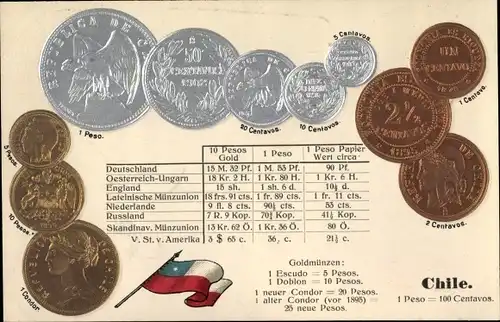 REPUBLICA DE C
50
CENTAVOS
5 Centavos.
UN
CENTAVO
1 Centavo.
1 Peso.
20 Centavos.
10 Centavos.
2½
1895
2 Centavos.
5 Pesos.
10 Pesos
1 Condor
10 Pesos Gold | 1 Peso | 1 Peso Papier Wert circa
Deutschland 15 M. 32 Pf. 1 M. 53 Pf. 90 Pf.
Oesterreich-Ungarn 18 Kr. 2 H. 1 Kr. 80 H. 1 Kr. 6 H.
England 15 sh. 1 sh. 6 d. 10½ d.
Lateinische Münzunion 18 frs. 91 cts. 1 fr. 89 cts. 1 fr. 11 cts.
Niederlande 9 fl. 8 cts. 90½ cts. 53 cts.
Russland 7 R. 9 Kop. 70¾ Kop. 41½ Kop.
Skandinav. Münzunion 13 Kr. 62 Ö. 1 Kr. 36 Ö. 80 Ö.
V. St. v. Amerika 3 $ 65 c. 36, c. 21½ c.
Goldmünzen:
1 Escudo = 5 Pesos.
1 Doblon = 10 Pesos.
1 neuer Condor = 20 Pesos.
1 alter Condor (vor 1895) =
25 neue Pesos.
Chile.
1 Peso = 100 Centavos.